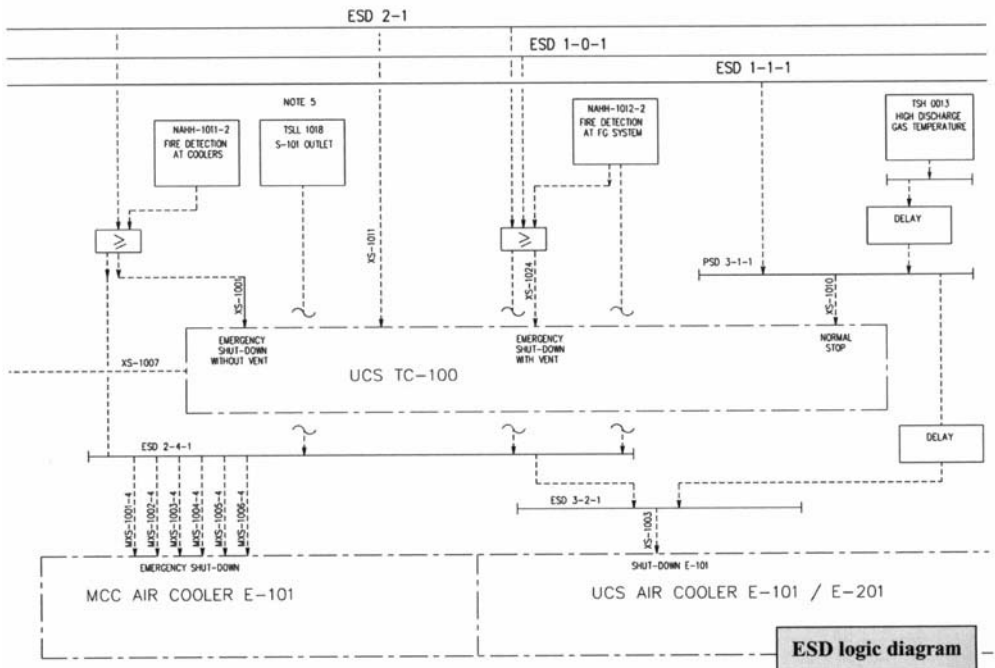 ESD 2-1
ESD 1-0-1
ESD 1-1-1
NOTE 5
NAHH-1011-2
FIRE DETECTION
AT COOLERS
TSLL 1018
S-101 OUTLET
NAHH-1012-2
FIRE DETECTION
AT FG SYSTEM
TSH 0013
HIGH DISCHARGE
GAS TEMPERATURE
DELAY
≥
≥
XS-1011
PSD 3-1-1
XS-1001
XS-1024
XS-1010
EMERGENCY
SHUT-DOWN
WITHOUT VENT
EMERGENCY
SHUT-DOWN
WITH VENT
NORMAL
STOP
XS-1007
UCS TC-100
DELAY
ESD 2-4-1
MXS-1001-4
MXS-1002-4
MXS-1003-4
MXS-1004-4
MXS-1005-4
MXS-1006-4
ESD 3-2-1
XS-1003
EMERGENCY SHUT-DOWN
SHUT-DOWN E-101
MCC AIR COOLER E-101
UCS AIR COOLER E-101 / E-201
ESD logic diagram